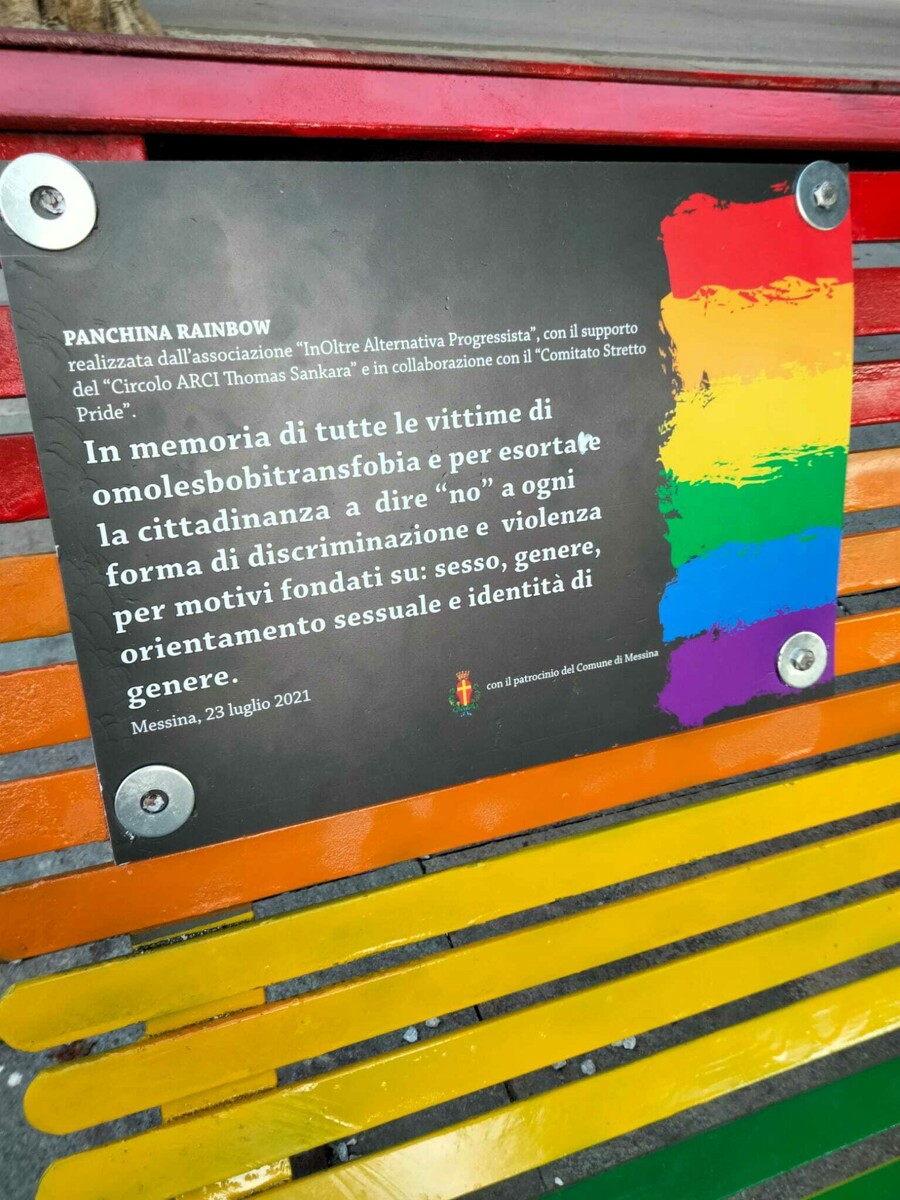 PANCHINA RAINBOW
realizzata dall'associazione "InOltre Alternativa Progressista", con il supporto
del "Circolo ARCI Thomas Sankara" e in collaborazione con il "Comitato Stretto
Pride".
In memoria di tutte le vittime di
omolesbobitransfobia e per esortare
la cittadinanza a dire "no" a ogni
forma di discriminazione e violenza
per motivi fondati su: sesso, genere,
orientamento sessuale e identità di
genere.
Messina, 23 luglio 2021
con il patrocinio del Comune di Messina